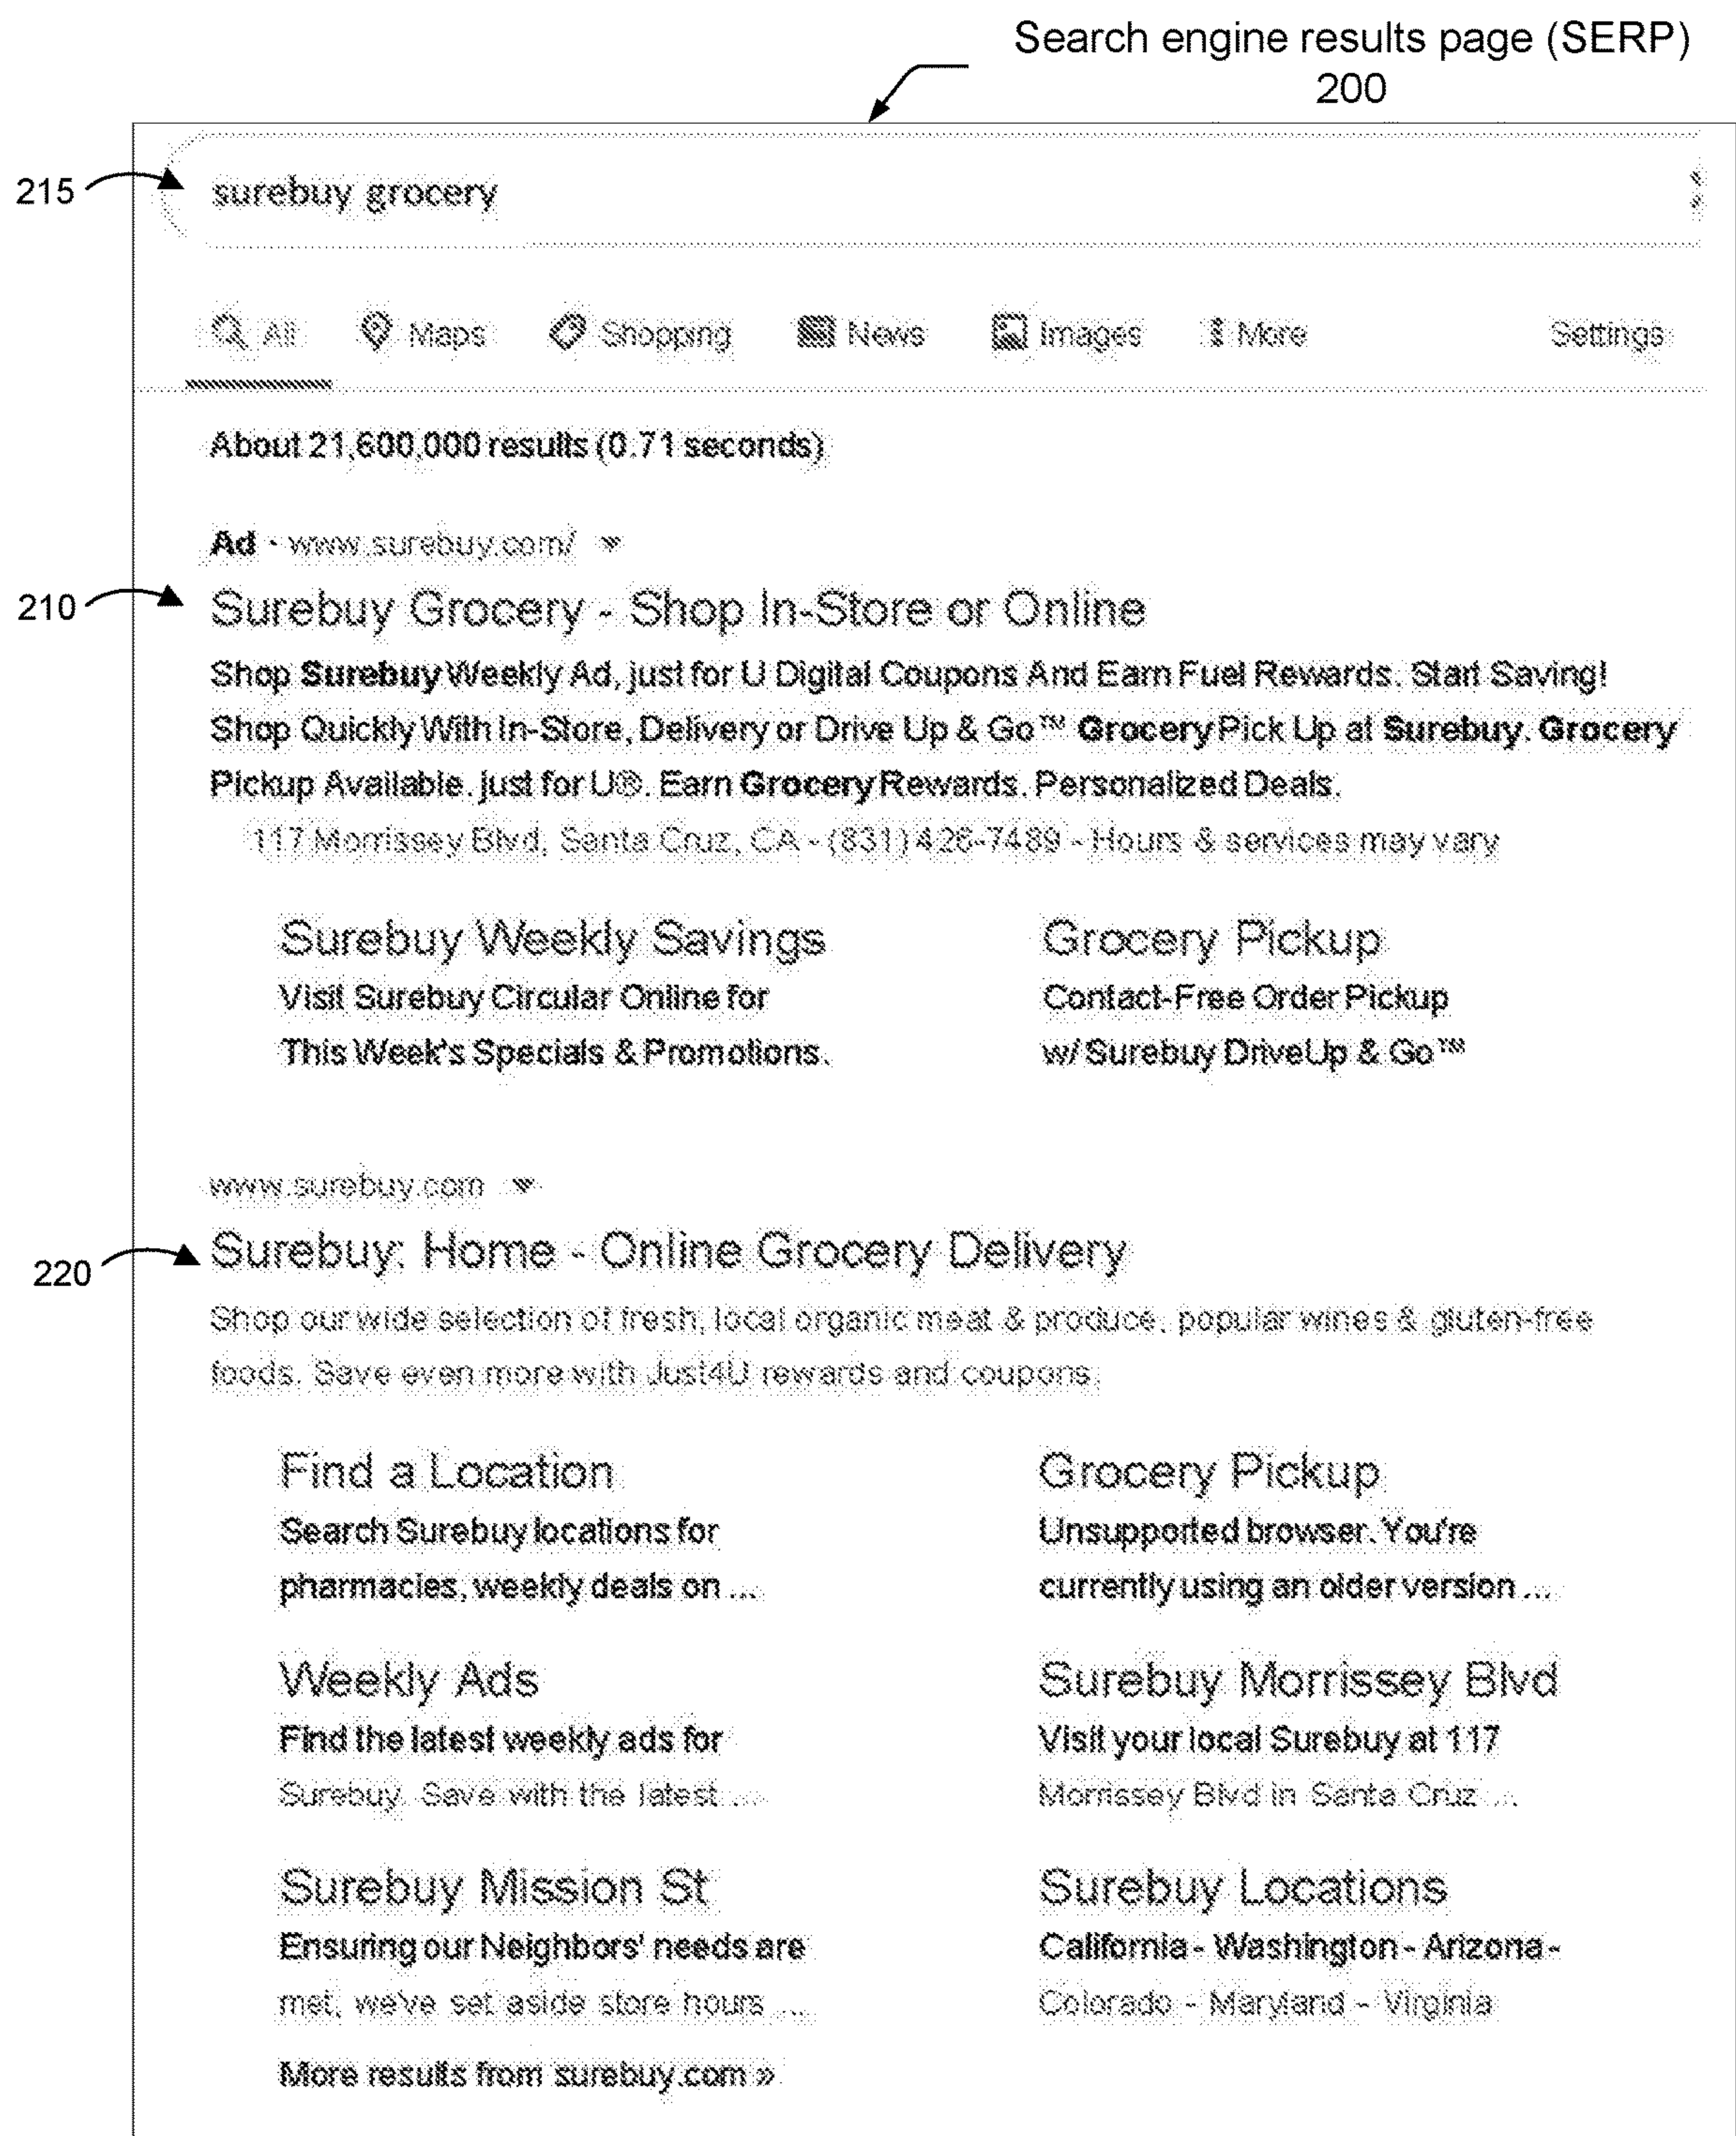 Search engine results page (SERP)
200
215
surebuy grocery
All Maps Shopping News Images More Settings
About 21,600,000 results (0.71 seconds)
Ad · www.surebuy.com/
210
Surebuy Grocery - Shop In-Store or Online
Shop Surebuy Weekly Ad, just for U Digital Coupons And Earn Fuel Rewards. Start Saving!
Shop Quickly With In-Store, Delivery or Drive Up & Go™ Grocery Pick Up at Surebuy. Grocery
Pickup Available. just for U®. Earn Grocery Rewards. Personalized Deals.
117 Morrissey Blvd, Santa Cruz, CA - (831) 426-7489 - Hours & services may vary
Surebuy Weekly Savings
Visit Surebuy Circular Online for
This Week's Specials & Promotions.
Grocery Pickup
Contact-Free Order Pickup
w/ Surebuy DriveUp & Go™
www.surebuy.com
220
Surebuy: Home - Online Grocery Delivery
Shop our wide selection of fresh, local organic meat & produce, popular wines & gluten-free
foods. Save even more with Just4U rewards and coupons.
Find a Location
Search Surebuy locations for
pharmacies, weekly deals on ...
Grocery Pickup
Unsupported browser. You're
currently using an older version ...
Weekly Ads
Find the latest weekly ads for
Surebuy. Save with the latest ...
Surebuy Morrissey Blvd
Visit your local Surebuy at 117
Morrissey Blvd in Santa Cruz ...
Surebuy Mission St
Ensuring our Neighbors' needs are
met, we've set aside store hours ...
Surebuy Locations
California - Washington - Arizona -
Colorado - Maryland - Virginia
More results from surebuy.com »